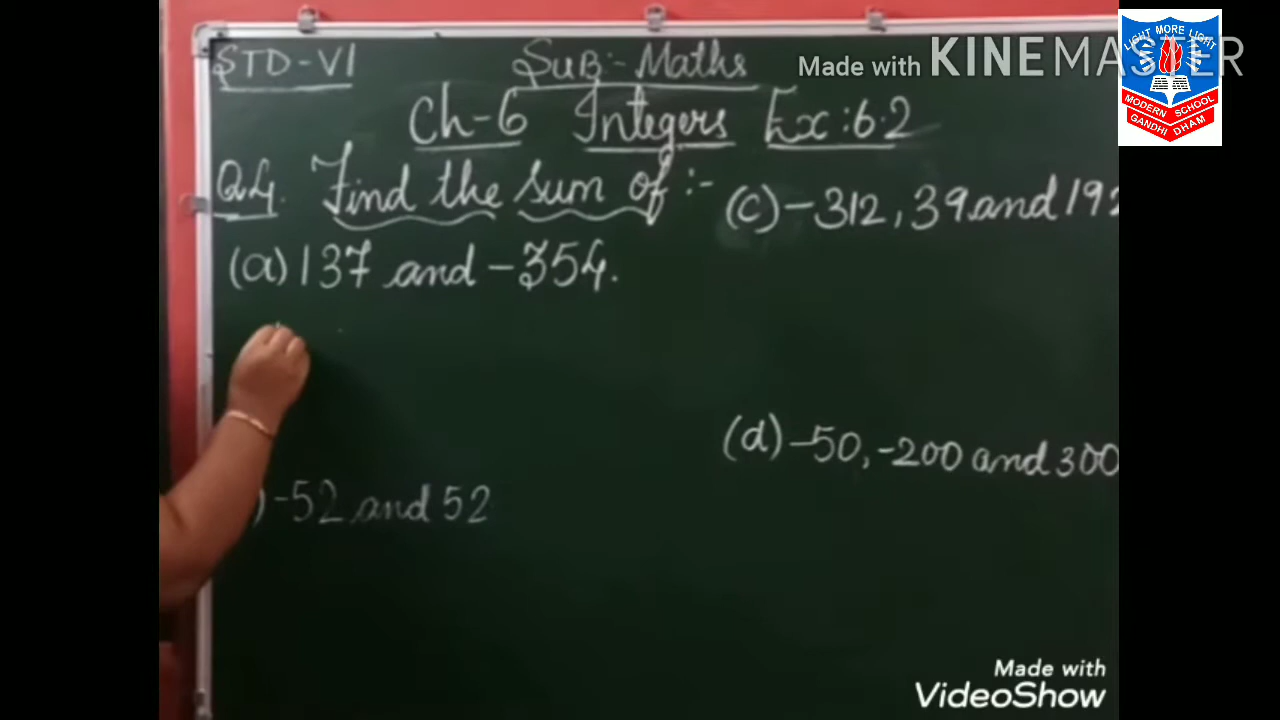 STD-VI
Sub:- Maths
Ch-6 Integers Ex:6.2
Q.4. Find the sum of :-
(a) 137 and -354.
) -52 and 52
(c) -312, 39 and 192
(d) -50, -200 and 300
Made with KINEMASTER
LIGHT MORE LIGHT
MODERN SCHOOL
GANDHI DHAM
Made with
VideoShow